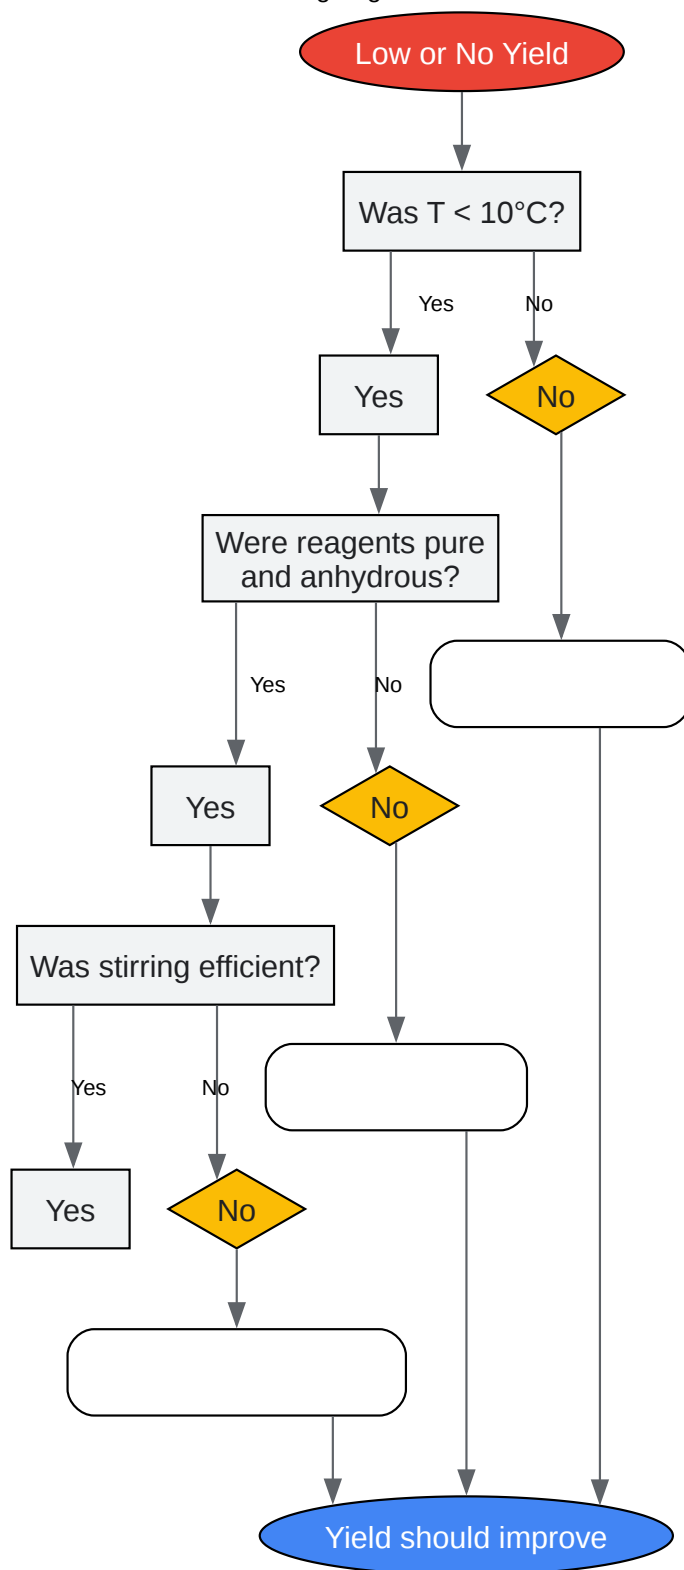 Low or No Yield
Was T < 10°C?
Yes
No
Yes
No
Were reagents pure
and anhydrous?
Yes
No
Yes
No
Was stirring efficient?
Yes
No
Yes
No
Yield should improve